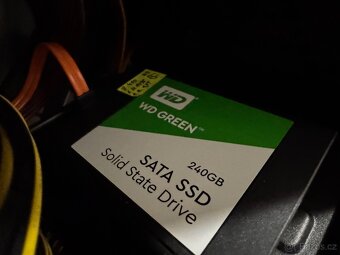 WD
WD GREEN™
240GB
SATA SSD
Solid State Drive